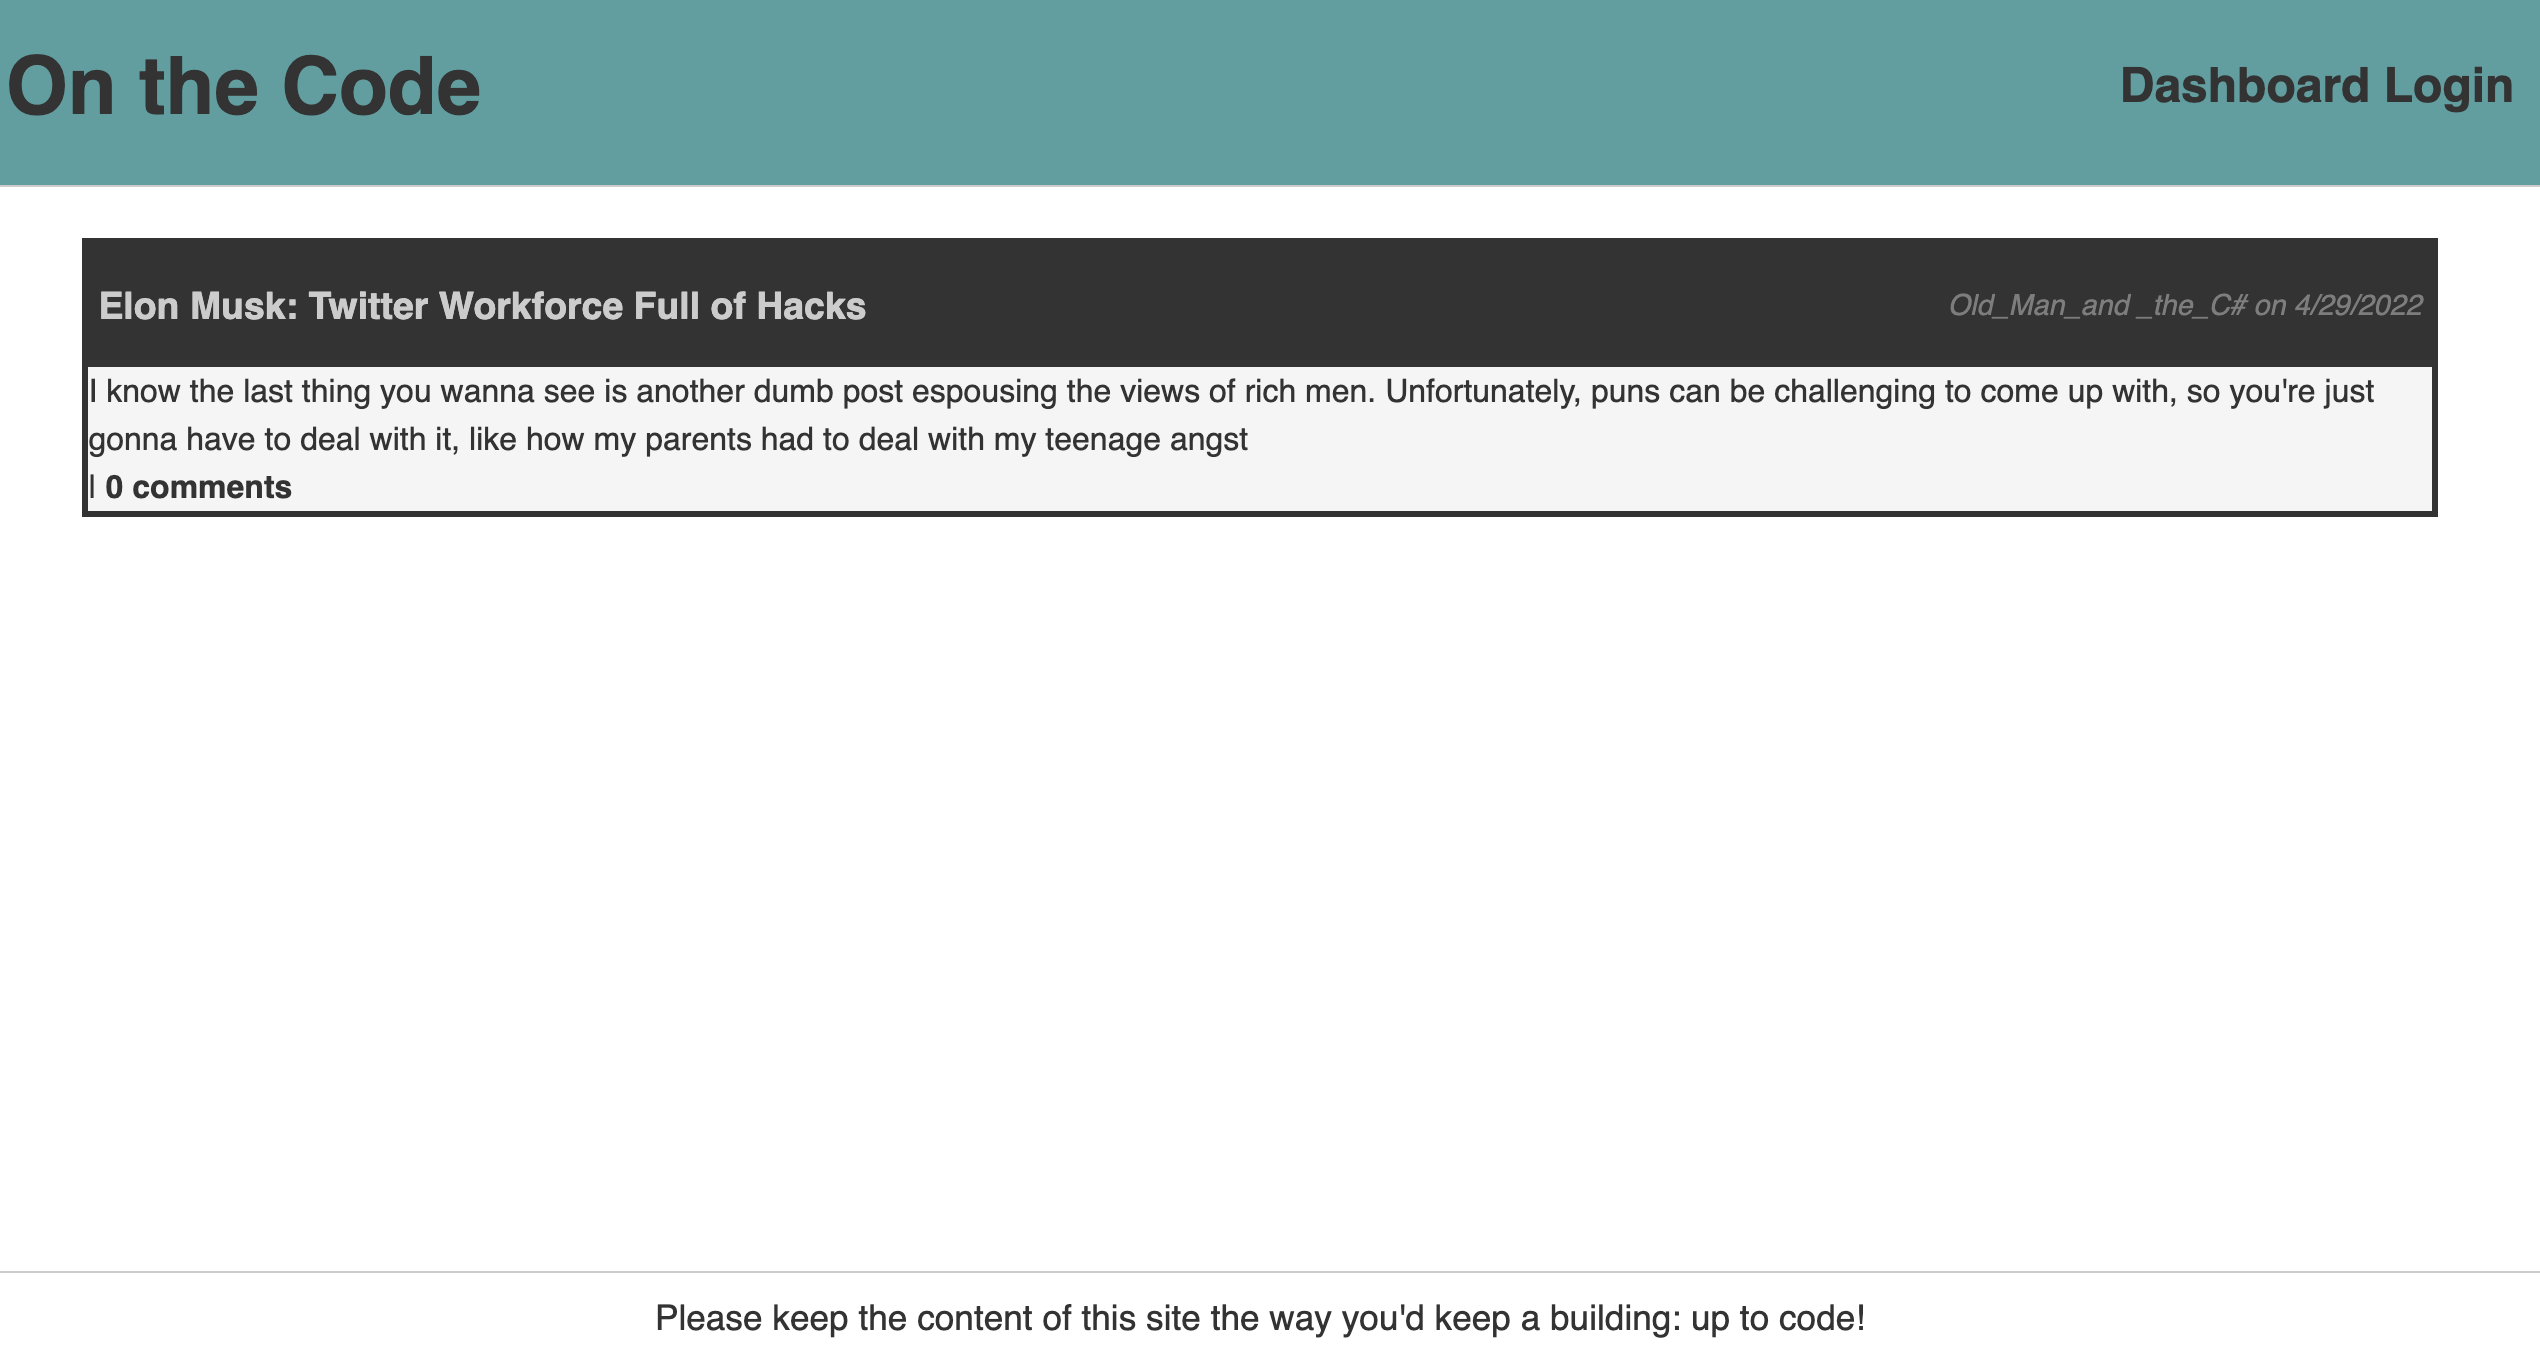 On the Code
Dashboard Login
Elon Musk: Twitter Workforce Full of Hacks
Old_Man_and _the_C# on 4/29/2022
I know the last thing you wanna see is another dumb post espousing the views of rich men. Unfortunately, puns can be challenging to come up with, so you're just
gonna have to deal with it, like how my parents had to deal with my teenage angst
| 0 comments
Please keep the content of this site the way you'd keep a building: up to code!